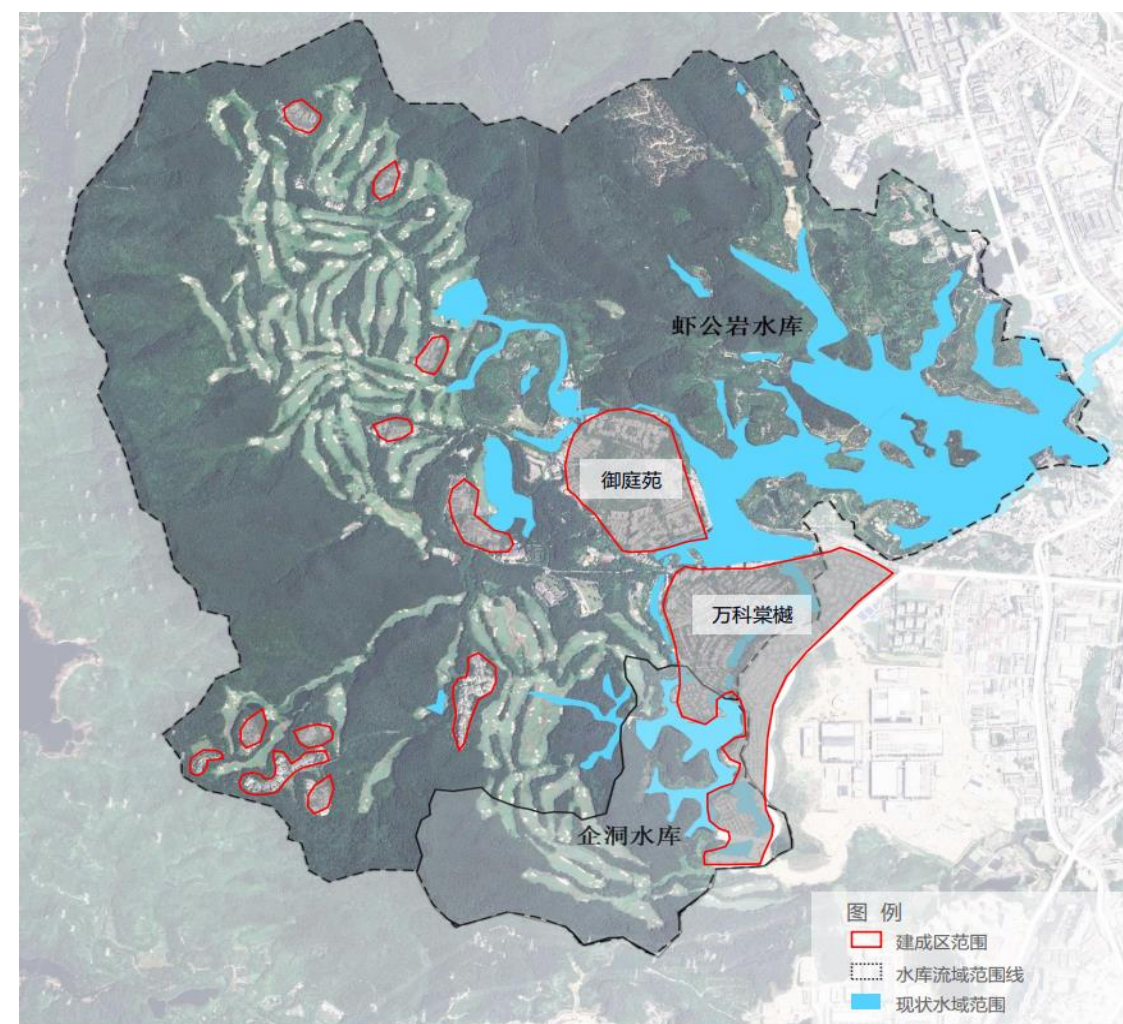 虾公岩水库
御庭苑
万科棠樾
企洞水库
图 例
建成区范围
水库流域范围线
现状水域范围